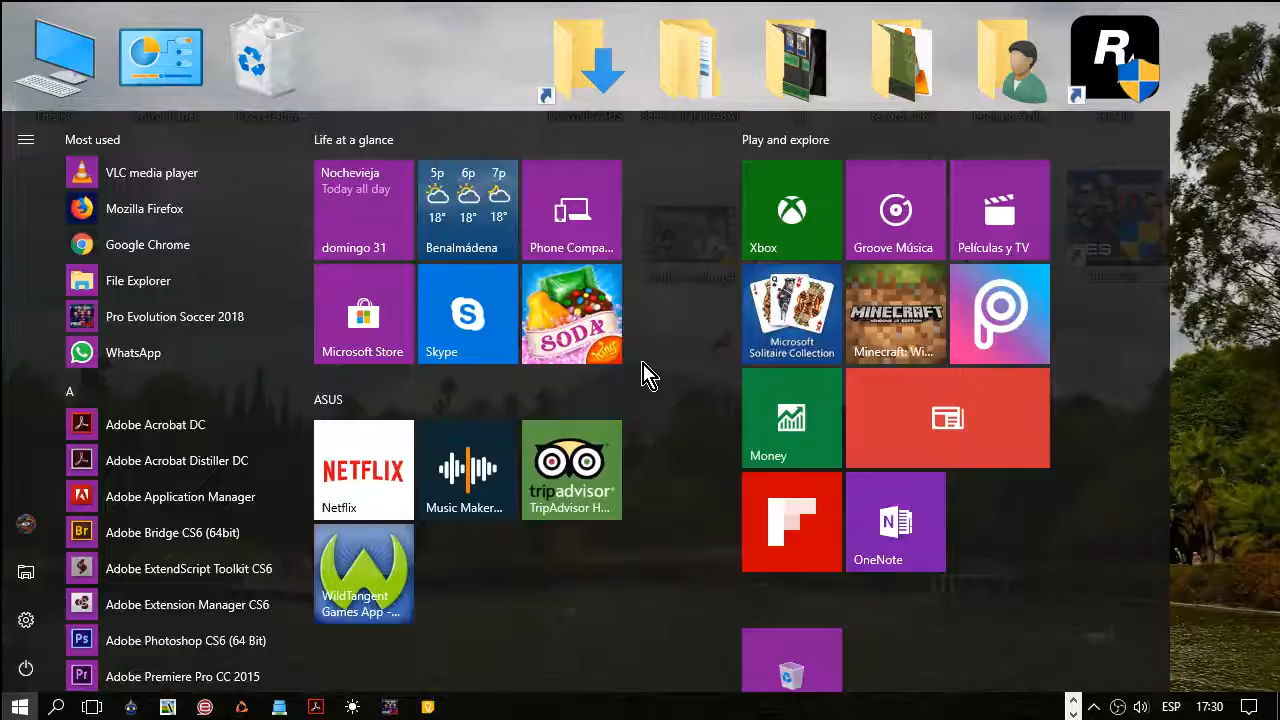 R
Most used
VLC media player
Mozilla Firefox
Google Chrome
File Explorer
Pro Evolution Soccer 2018
WhatsApp
A
Adobe Acrobat DC
Adobe Acrobat Distiller DC
Adobe Application Manager
Adobe Bridge CS6 (64bit)
Adobe ExtendScript Toolkit CS6
Adobe Extension Manager CS6
Adobe Photoshop CS6 (64 Bit)
Adobe Premiere Pro CC 2015
Br
Ps
Pr
Life at a glance
Nochevieja
Today all day
domingo 31
5p 6p 7p
18° 18° 18°
Benalmádena
Phone Compa...
Microsoft Store
S
Skype
SODA
King
ASUS
NETFLIX
Netflix
Music Maker...
tripadvisor
TripAdvisor H...
WildTangent
Games App -...
Play and explore
Xbox
Groove Música
Películas y TV
Microsoft
Solitaire Collection
MINECRAFT
Minecraft: Wi...
Money
N
OneNote
ESP
17:30